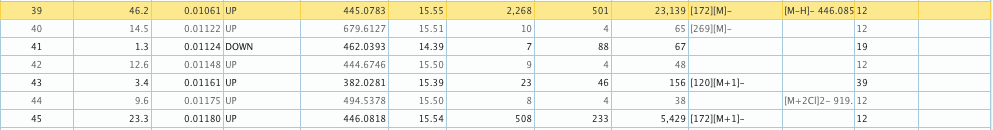 39 46.2 0.01061 UP 445.0783 15.55 2,268 501 23,139 [172][M]– [M–H]– 446.085 12
40 14.5 0.01122 UP 679.6127 15.51 10 4 65 [269][M]– 12
41 1.3 0.01124 DOWN 462.0393 14.39 7 88 67 19
42 12.6 0.01148 UP 444.6746 15.50 9 4 48 12
43 3.4 0.01161 UP 382.0281 15.39 23 46 156 [120][M+1]– 39
44 9.6 0.01175 UP 494.5378 15.50 8 4 38 [M+2Cl]2– 919. 12
45 23.3 0.01180 UP 446.0818 15.54 508 233 5,429 [172][M+1]– 12